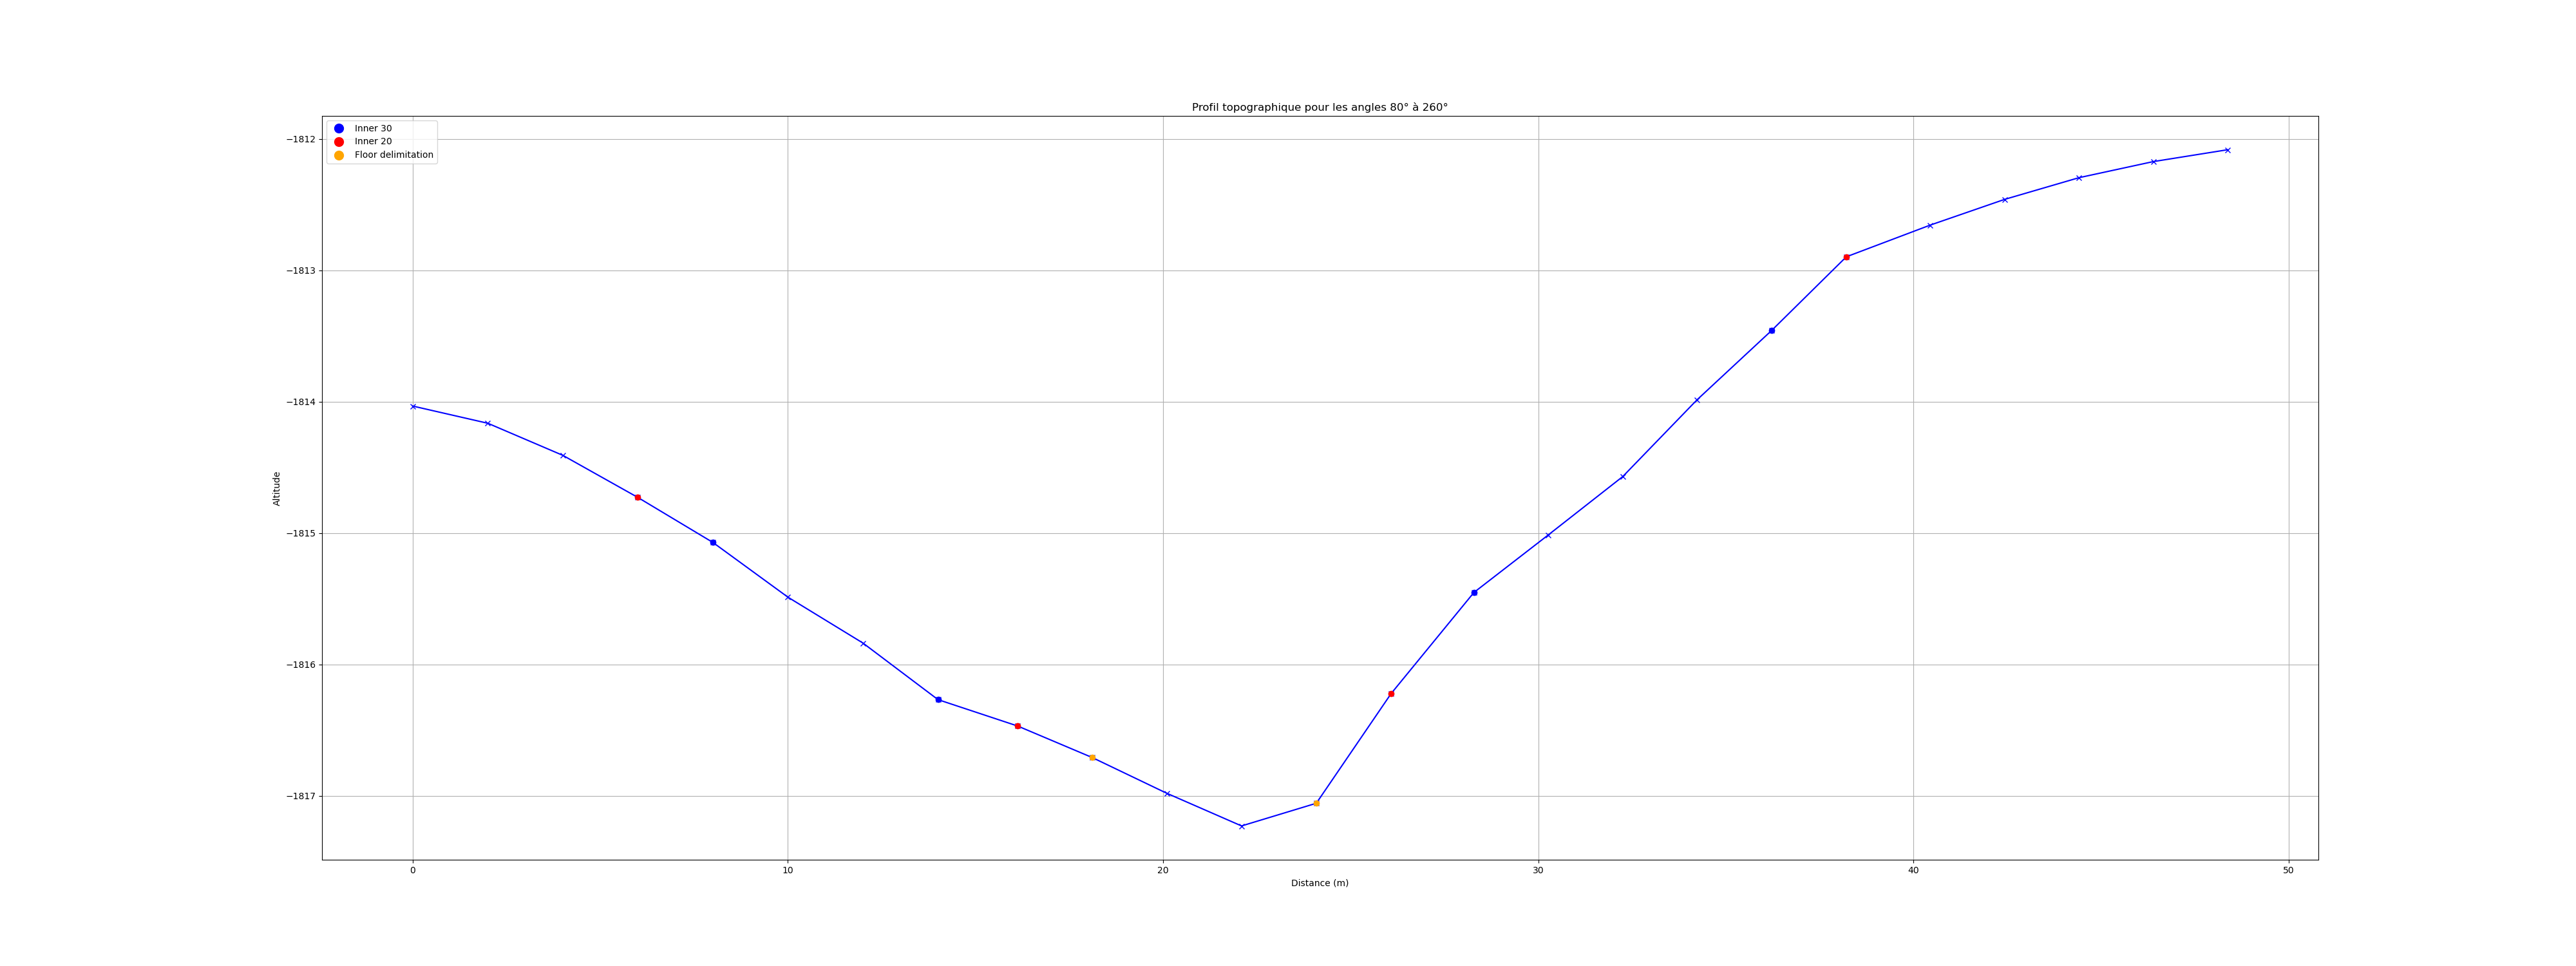 Profil topographique pour les angles 80° à 260°
Inner 30
Inner 20
Floor delimitation
−1812
−1813
−1814
−1815
−1816
−1817
Altitude
0 10 20 30 40 50
Distance (m)